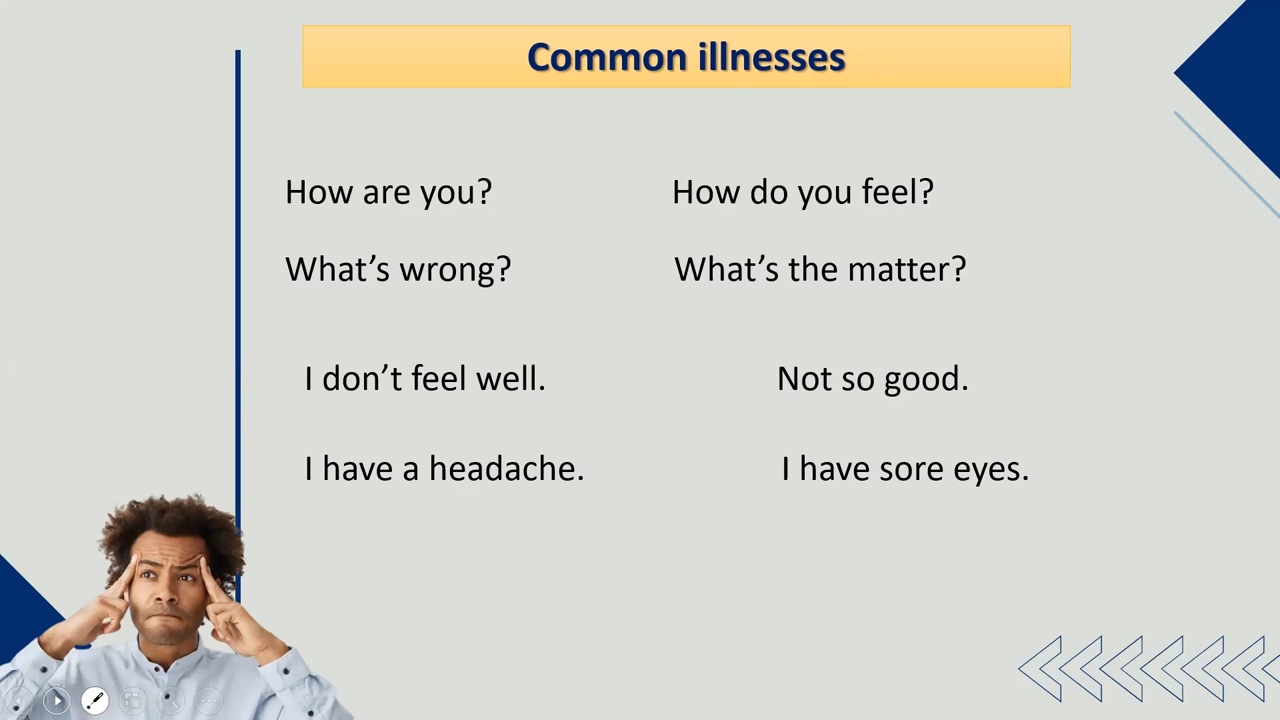 Common illnesses
How are you?
How do you feel?
What’s wrong?
What’s the matter?
I don’t feel well.
Not so good.
I have a headache.
I have sore eyes.